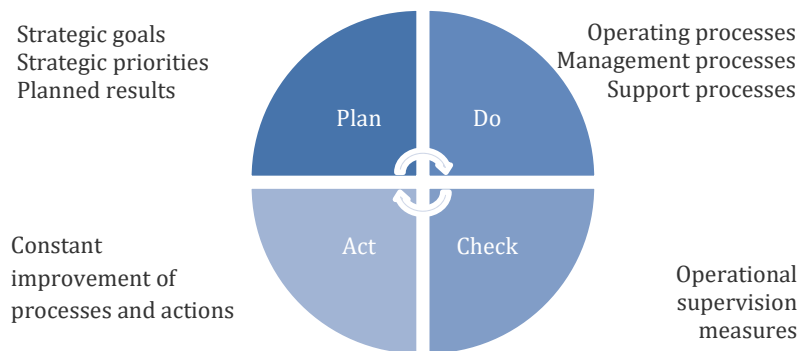 Strategic goals
Strategic priorities
Planned results
Operating processes
Management processes
Support processes
Plan
Do
Act
Check
Constant
improvement of
processes and actions
Operational
supervision
measures